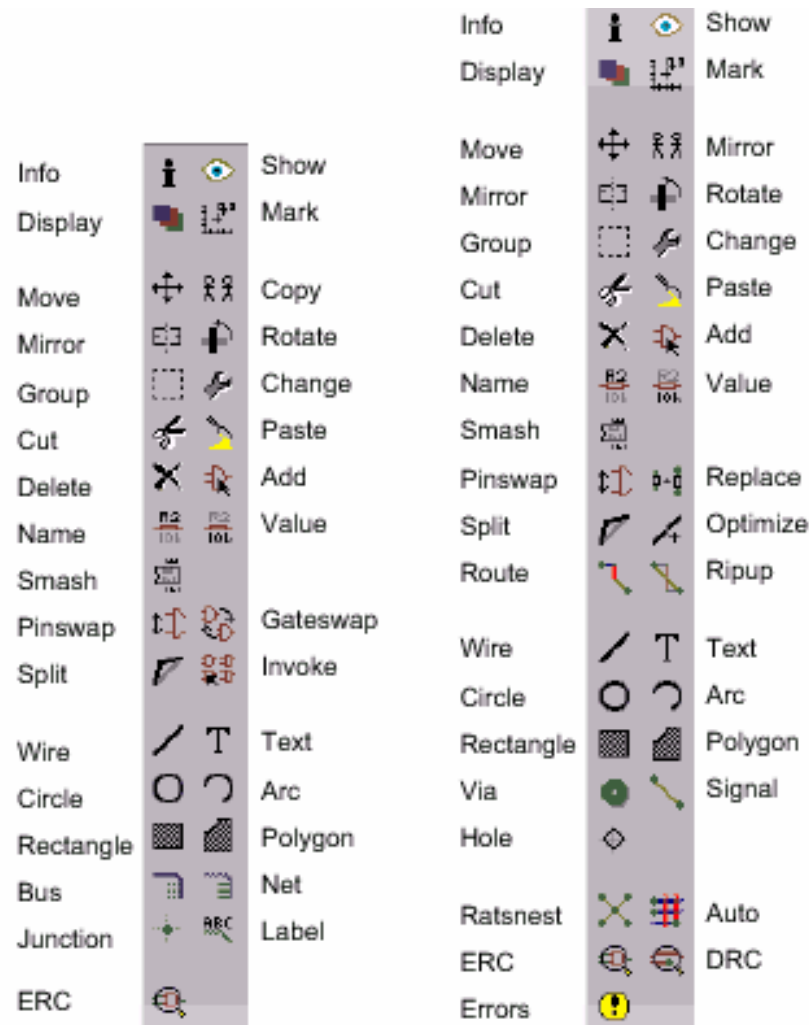 Info Show
Display Mark
Move Copy
Mirror Rotate
Group Change
Cut Paste
Delete Add
Name Value
Smash
Pinswap Gateswap
Split Invoke
Wire Text
Circle Arc
Rectangle Polygon
Bus Net
Junction Label
ERC
Info Show
Display Mark
Move Mirror
Mirror Rotate
Group Change
Cut Paste
Delete Add
Name Value
Smash
Pinswap Replace
Split Optimize
Route Ripup
Wire Text
Circle Arc
Rectangle Polygon
Via Signal
Hole
Ratsnest Auto
ERC DRC
Errors